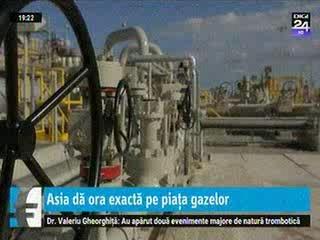 19:22
DIGI
24
HD
Asia dă ora exactă pe piața gazelor
Dr. Valeriu Gheorghiță: Au apărut două evenimente majore de natură trombotică